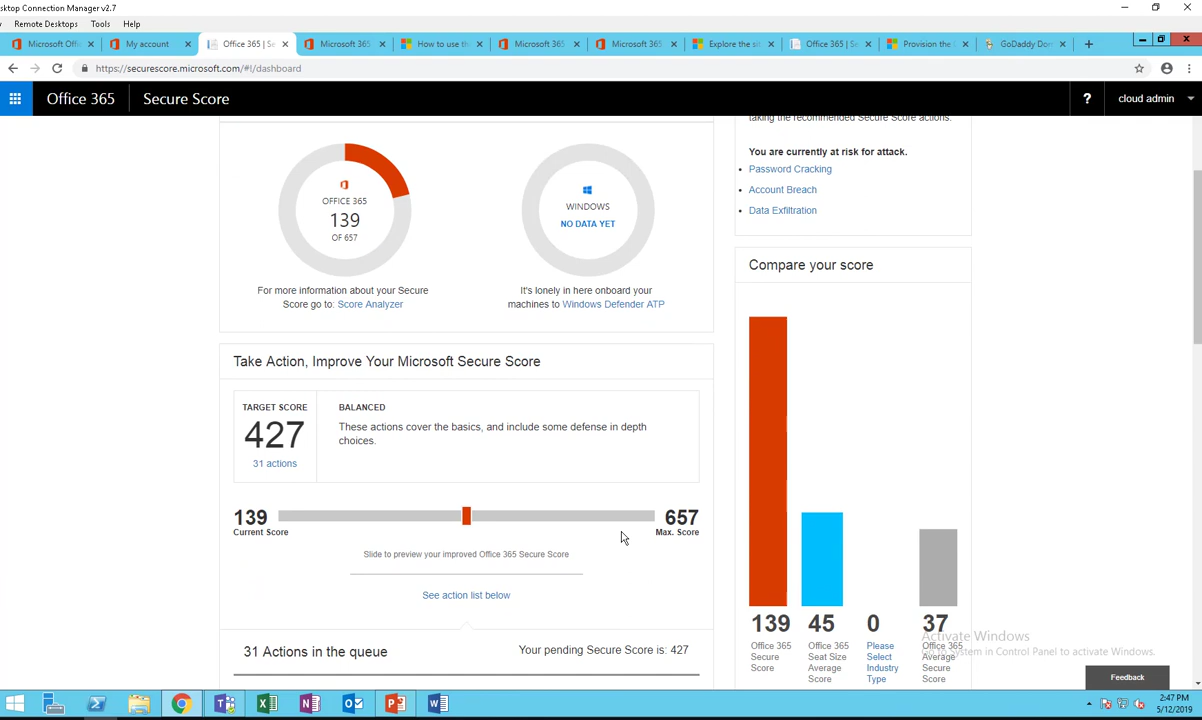 sktop Connection Manager v2.7
Remote Desktops Tools Help
Microsoft Offi
My account
Office 365 | Se
Microsoft 365
How to use th
Microsoft 365
Microsoft 365
Explore the si
Office 365 | Sc
Provision the
GoDaddy Dom
https://securescore.microsoft.com/#!/dashboard
Office 365
Secure Score
?
cloud admin
taking the recommended Secure Score actions.
You are currently at risk for attack.
Password Cracking
Account Breach
Data Exfiltration
OFFICE 365
139
OF 657
WINDOWS
NO DATA YET
For more information about your Secure
Score go to: Score Analyzer
It's lonely in here onboard your
machines to Windows Defender ATP
Compare your score
Take Action, Improve Your Microsoft Secure Score
TARGET SCORE
427
31 actions
BALANCED
These actions cover the basics, and include some defense in depth
choices.
139
Current Score
657
Max. Score
Slide to preview your improved Office 365 Secure Score
See action list below
31 Actions in the queue
Your pending Secure Score is: 427
139
Office 365
Secure
Score
45
Office 365
Seat Size
Average
Score
0
Please
Select
Industry
Type
37
Office 365
Average
Secure
Score
Activate Windows
Go to System in Control Panel to activate Windows.
Feedback
2:47 PM
5/12/2019